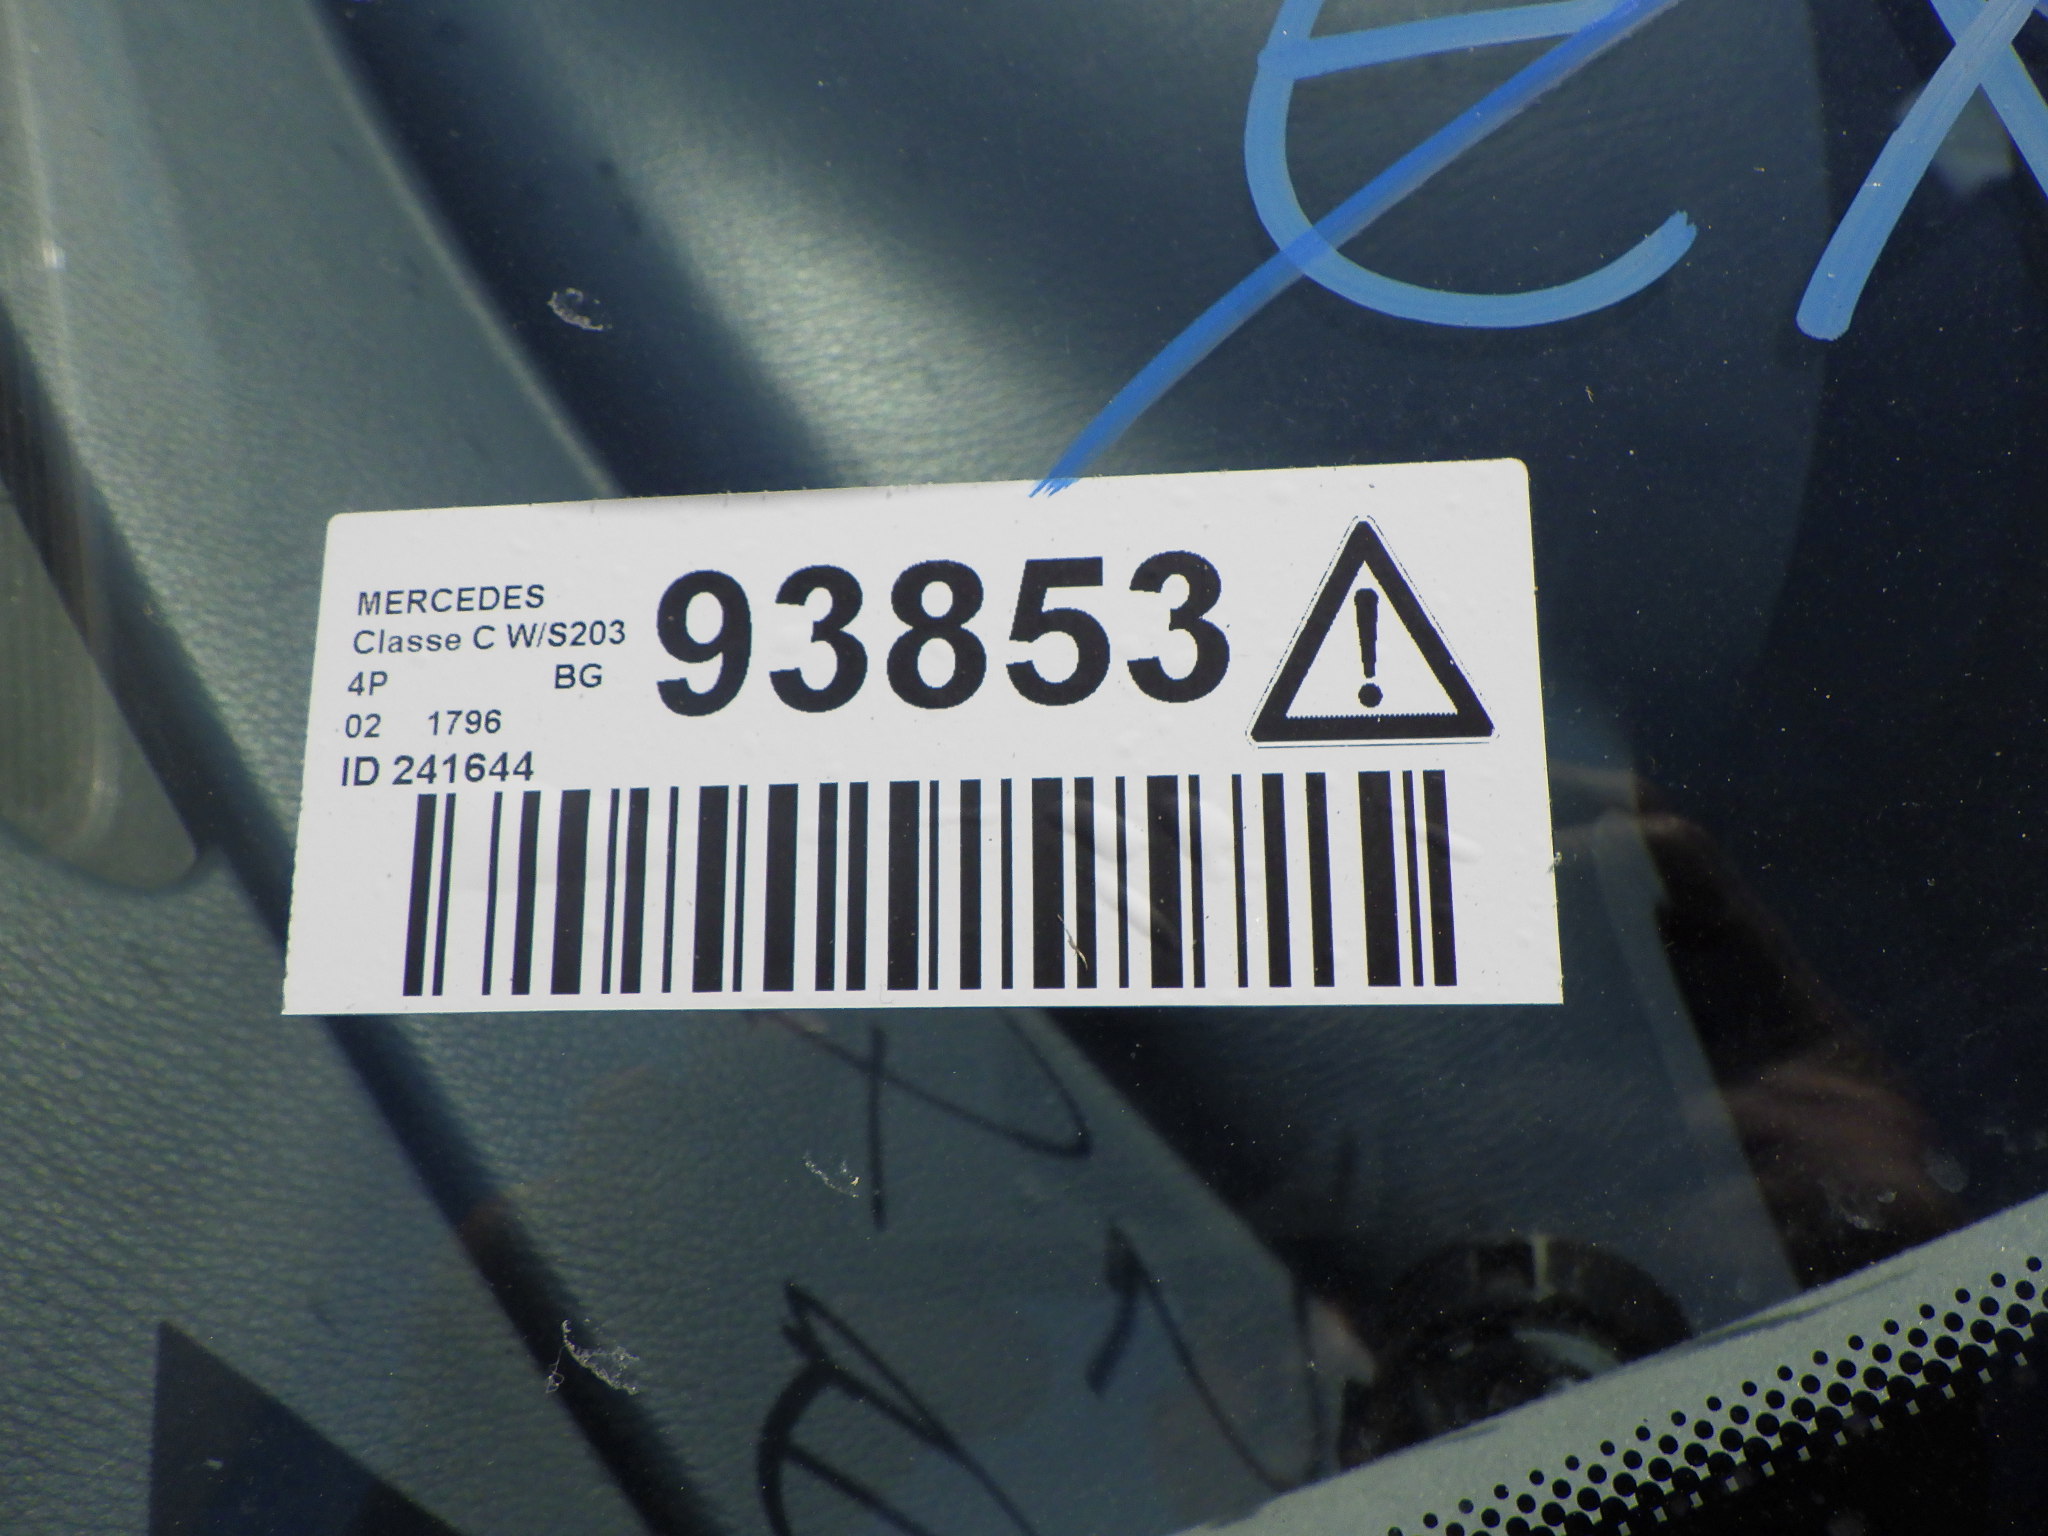 MERCEDES
Classe C W/S203
4P BG
02 1796
ID 241644
93853